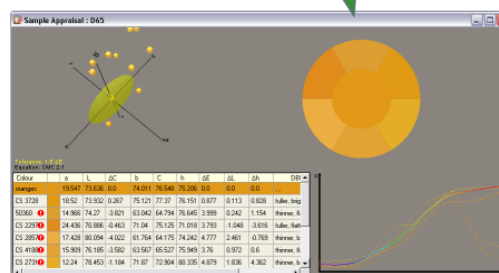 Sample Appraisal : D65
Tolerance: 1.5 ΔE
Equation: CMC 2:1
Colour a L ΔC b C h ΔE ΔL Δh DBI
oranges 19.547 73.636 0.0 74.011 76.548 75.206 0.0 0.0 0.0 . .
CS 3728 18.52 73.932 0.267 75.121 77.37 76.151 0.877 0.113 0.828 fuller, brig
50360 14.966 74.27 -3.821 63.042 64.794 76.645 3.999 0.242 1.154 thinner, fl
CS 2297 24.436 70.886 -0.463 71.04 75.125 71.018 3.793 -1.048 -3.616 fuller, flatt
CS 2857 17.428 80.094 -4.022 61.764 64.175 74.242 4.777 2.461 -0.769 thinner, b
CS 4188 15.909 76.185 -3.582 63.567 65.527 75.949 3.76 0.972 0.6 thinner, fl
CS 2731 12.24 76.453 -1.184 71.87 72.904 80.335 4.879 1.836 4.362 thinner, b